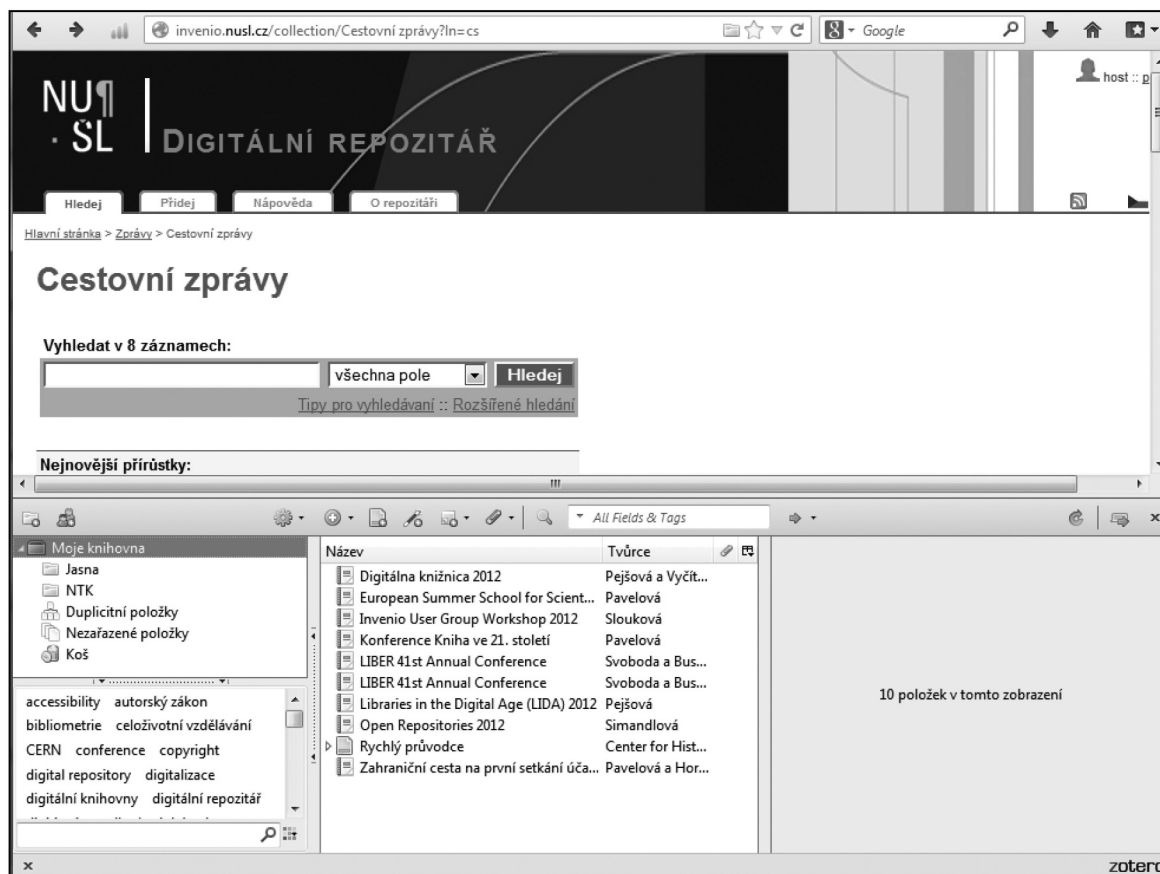 invenio.nusl.cz/collection/Cestovní zprávy?ln=cs
Google
host :: p
NU¶
· ŠL
DIGITÁLNÍ REPOZITÁŘ
Hledej Přidej Nápověda O repozitáři
Hlavní stránka > Zprávy > Cestovní zprávy
Cestovní zprávy
Vyhledat v 8 záznamech:
všechna pole Hledej
Tipy pro vyhledávaní :: Rozšířené hledání
Nejnovější přírůstky:
All Fields & Tags
Moje knihovna
Jasna
NTK
Duplicitní položky
Nezařazené položky
Koš
accessibility autorský zákon
bibliometrie celoživotní vzdělávání
CERN conference copyright
digital repository digitalizace
digitální knihovny digitální repozitář
Název Tvůrce
Digitálna knižnica 2012 Pejšová a Vyčít...
European Summer School for Scient... Pavelová
Invenio User Group Workshop 2012 Slouková
Konference Kniha ve 21. století Pavelová
LIBER 41st Annual Conference Svoboda a Bus...
LIBER 41st Annual Conference Svoboda a Bus...
Libraries in the Digital Age (LIDA) 2012 Pejšová
Open Repositories 2012 Simandlová
Rychlý průvodce Center for Hist...
Zahraniční cesta na první setkání úča... Pavelová a Hor...
10 položek v tomto zobrazení
zotero